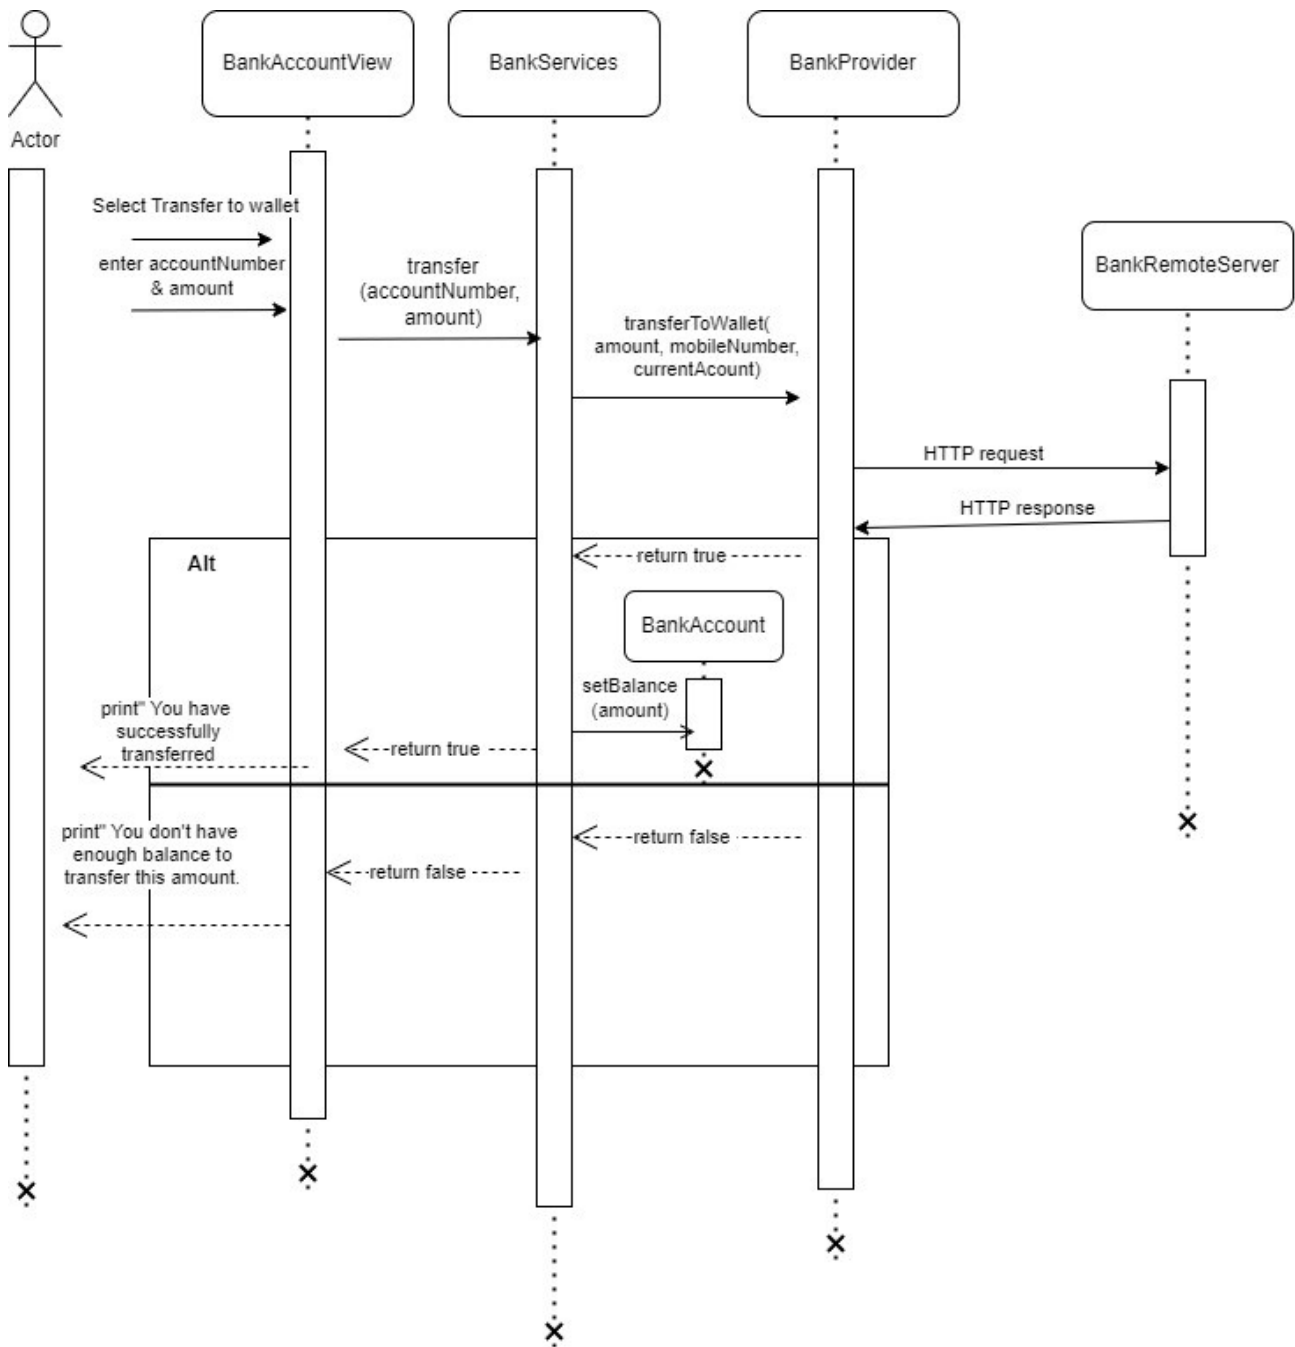 Actor
BankAccountView
BankServices
BankProvider
BankRemoteServer
Select Transfer to wallet
enter accountNumber
& amount
transfer
(accountNumber,
amount)
transferToWallet(
amount, mobileNumber,
currentAcount)
HTTP request
HTTP response
Alt
return true
BankAccount
setBalance
(amount)
return true
print" You have
successfully
transferred
return false
print" You don't have
enough balance to
transfer this amount.
return false